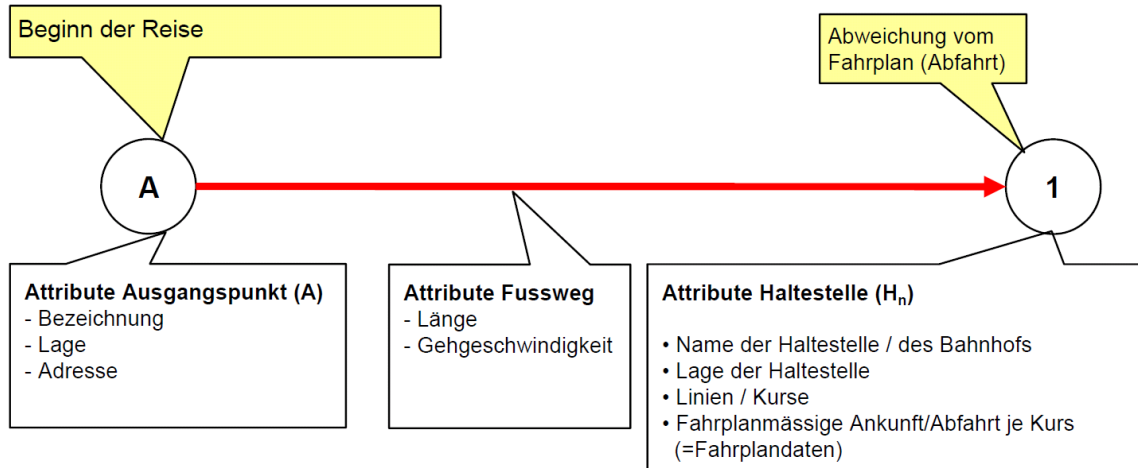 Beginn der Reise
Abweichung vom
Fahrplan (Abfahrt)
A
1
Attribute Ausgangspunkt (A)
- Bezeichnung
- Lage
- Adresse
Attribute Fussweg
- Länge
- Gehgeschwindigkeit
Attribute Haltestelle (Hn)
• Name der Haltestelle / des Bahnhofs
• Lage der Haltestelle
• Linien / Kurse
• Fahrplanmässige Ankunft/Abfahrt je Kurs
(=Fahrplandaten)